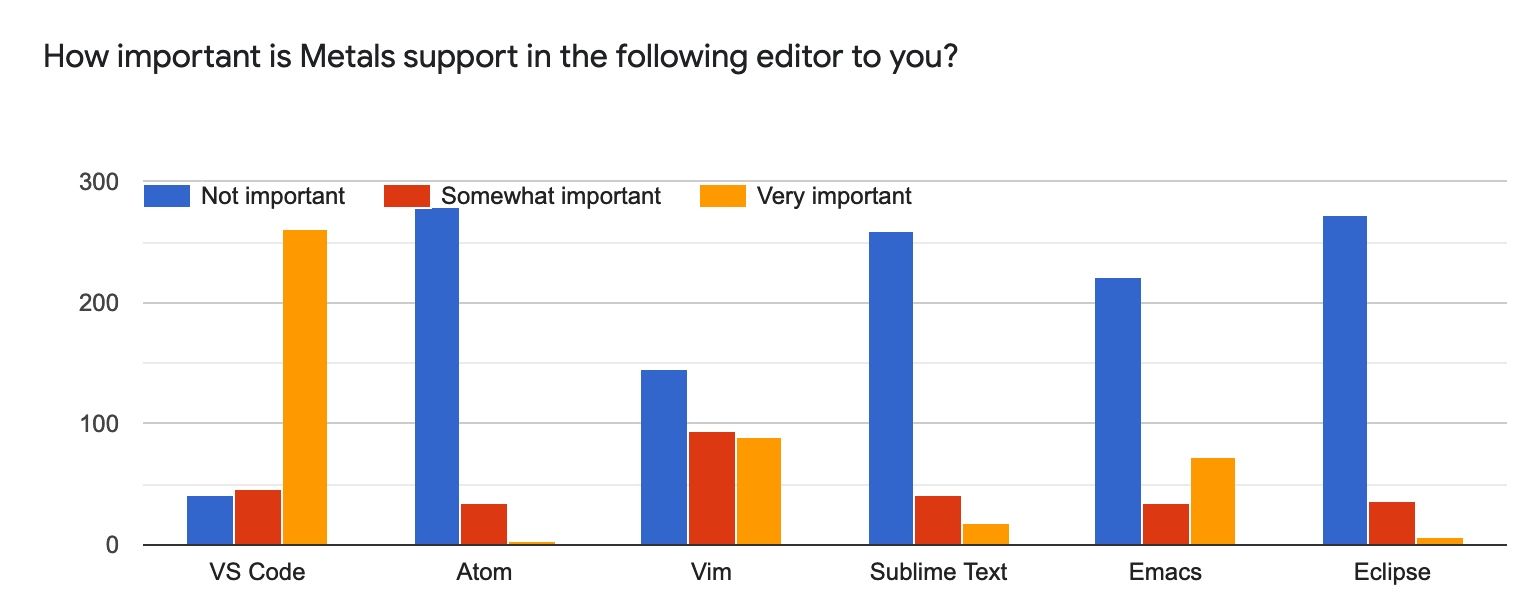 How important is Metals support in the following editor to you?
300
Not important
Somewhat important
Very important
200
100
0
VS Code
Atom
Vim
Sublime Text
Emacs
Eclipse